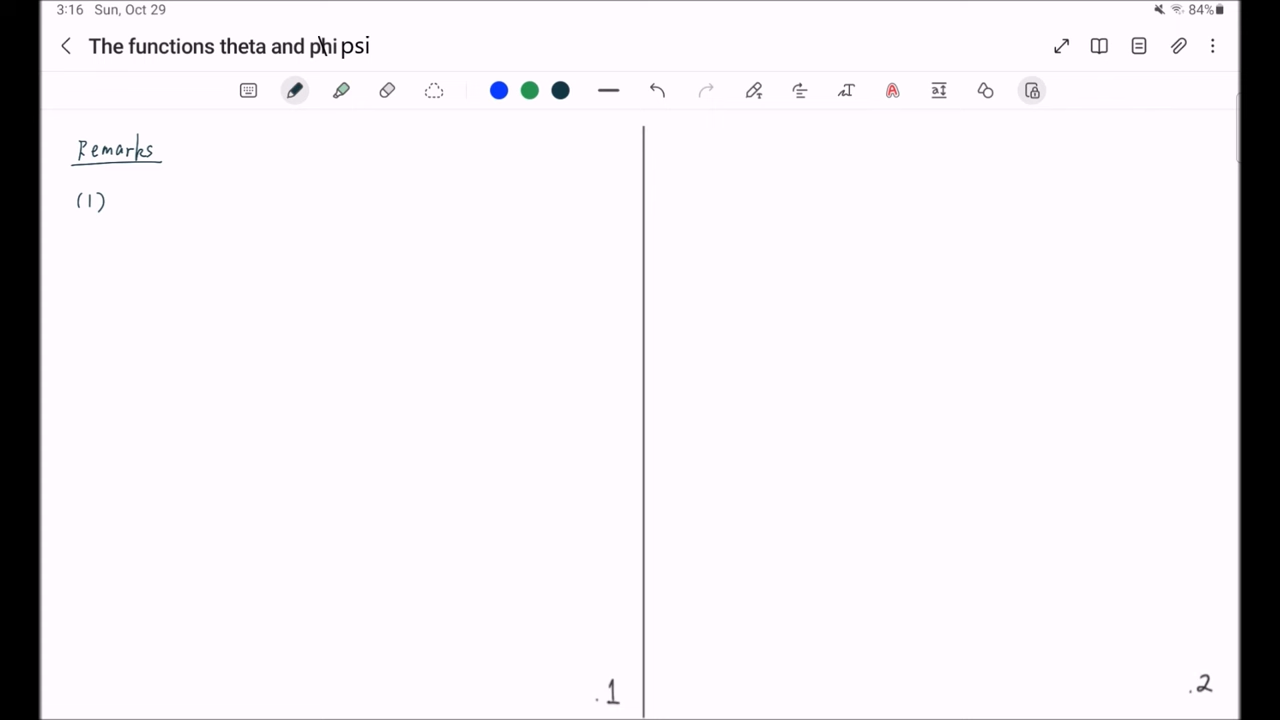 3:16 Sun, Oct 29
84%
The functions theta and phi psi
Remarks
(1)
.1
.2